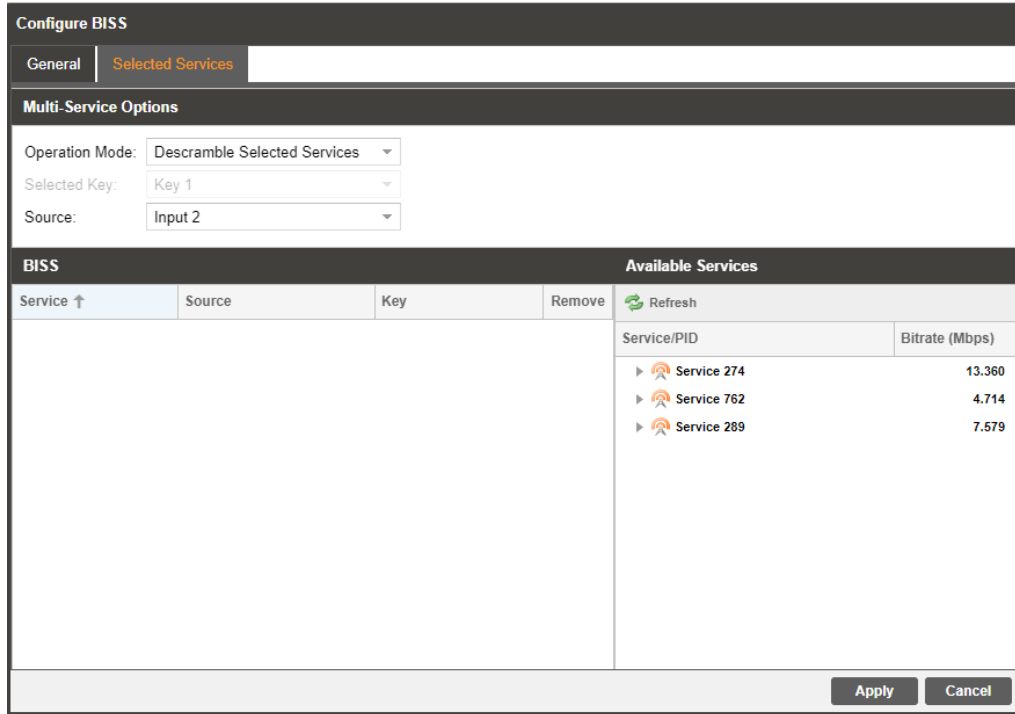 Configure BISS
General Selected Services
Multi-Service Options
Operation Mode: Descramble Selected Services
Selected Key: Key 1
Source: Input 2
BISS Available Services
Service Source Key Remove Refresh
Service/PID Bitrate (Mbps)
Service 274 13.360
Service 762 4.714
Service 289 7.579
Apply Cancel